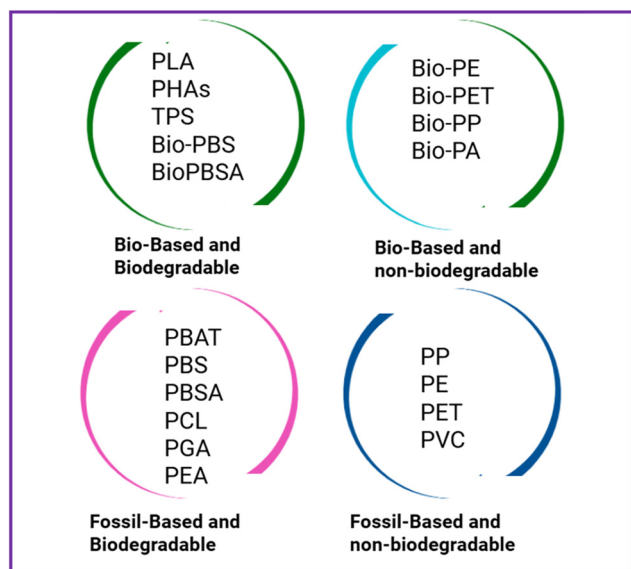 PLA
PHAs
TPS
Bio-PBS
BioPBSA
Bio-Based and
Biodegradable
Bio-PE
Bio-PET
Bio-PP
Bio-PA
Bio-Based and
non-biodegradable
PBAT
PBS
PBSA
PCL
PGA
PEA
Fossil-Based and
Biodegradable
PP
PE
PET
PVC
Fossil-Based and
non-biodegradable